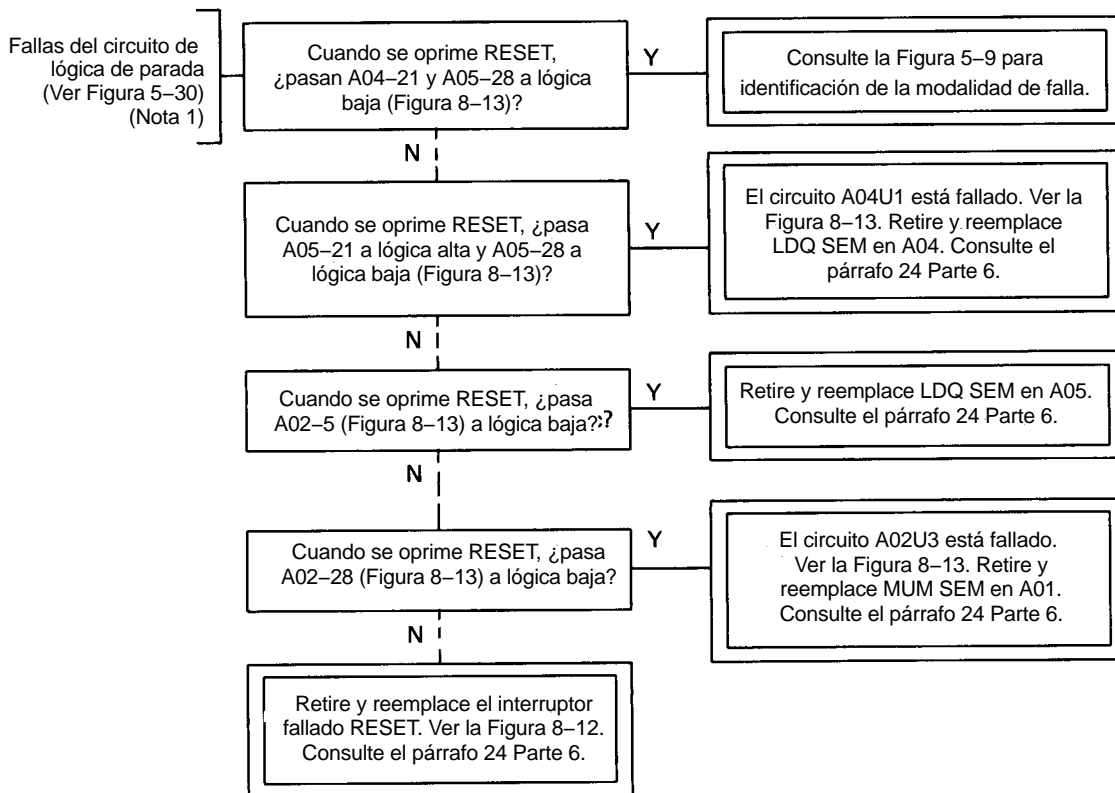 Fallas del circuito de
lógica de parada
(Ver Figura 5–30)
(Nota 1)
Cuando se oprime RESET,
¿pasan A04–21 y A05–28 a lógica
baja (Figura 8–13)?
Y
Consulte la Figura 5–9 para
identificación de la modalidad de falla.
N
Cuando se oprime RESET, ¿pasa
A05–21 a lógica alta y A05–28 a
lógica baja (Figura 8–13)?
Y
El circuito A04U1 está fallado. Ver la
Figura 8–13. Retire y reemplace
LDQ SEM en A04. Consulte el
párrafo 24 Parte 6.
N
Cuando se oprime RESET, ¿pasa
A02–5 (Figura 8–13) a lógica baja?:?
Y
Retire y reemplace LDQ SEM en A05.
Consulte el párrafo 24 Parte 6.
N
Cuando se oprime RESET, ¿pasa
A02–28 (Figura 8–13) a lógica baja?
Y
El circuito A02U3 está fallado.
Ver la Figura 8–13. Retire y
reemplace MUM SEM en A01.
Consulte el párrafo 24 Parte 6.
N
Retire y reemplace el interruptor
fallado RESET. Ver la Figura 8–12.
Consulte el párrafo 24 Parte 6.